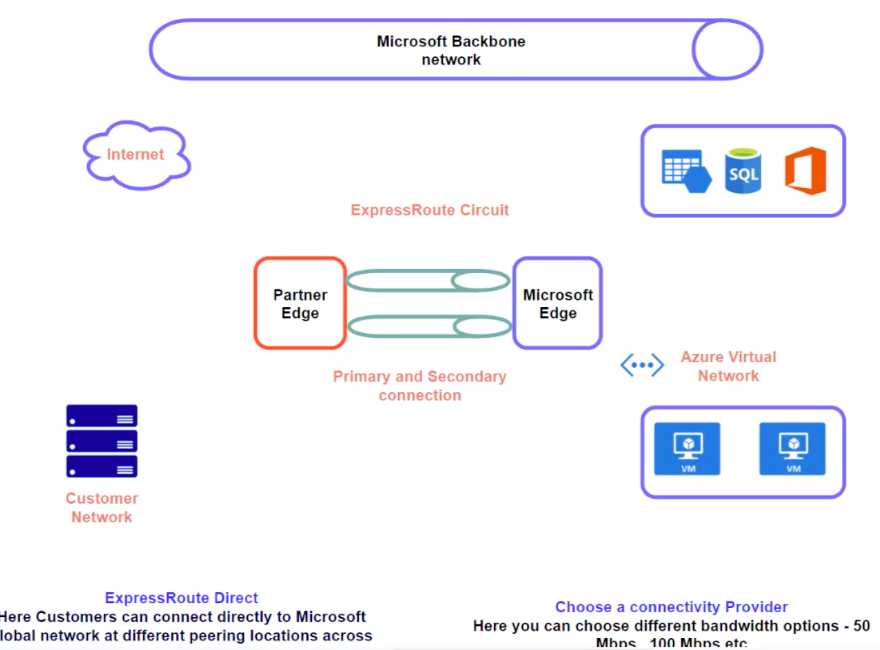 Microsoft Backbone
network
Internet
SQL
ExpressRoute Circuit
Partner
Edge
Microsoft
Edge
Primary and Secondary
connection
Azure Virtual
Network
VM
VM
Customer
Network
ExpressRoute Direct
Here Customers can connect directly to Microsoft
lobal network at different peering locations across
Choose a connectivity Provider
Here you can choose different bandwidth options - 50
Mbps , 100 Mbps etc